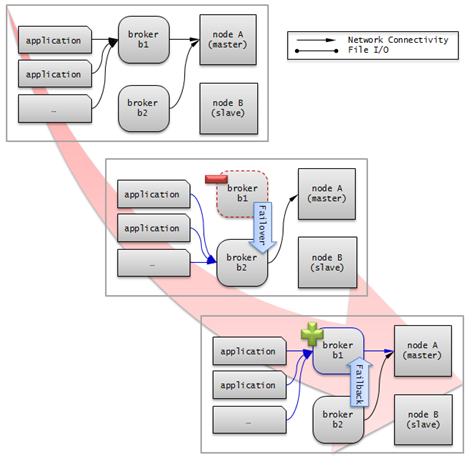 application
application
…
broker
b1
broker
b2
node A
(master)
node B
(slave)
Network Connectivity
File I/O
application
application
…
broker
b1
Failover
broker
b2
node A
(master)
node B
(slave)
application
application
…
broker
b1
Failback
broker
b2
node A
(master)
node B
(slave)